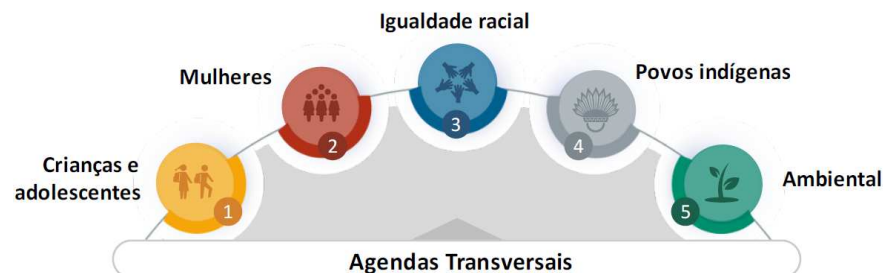 Igualdade racial
Mulheres
Povos indígenas
Crianças e
adolescentes
Ambiental
1
2
3
4
5
Agendas Transversais